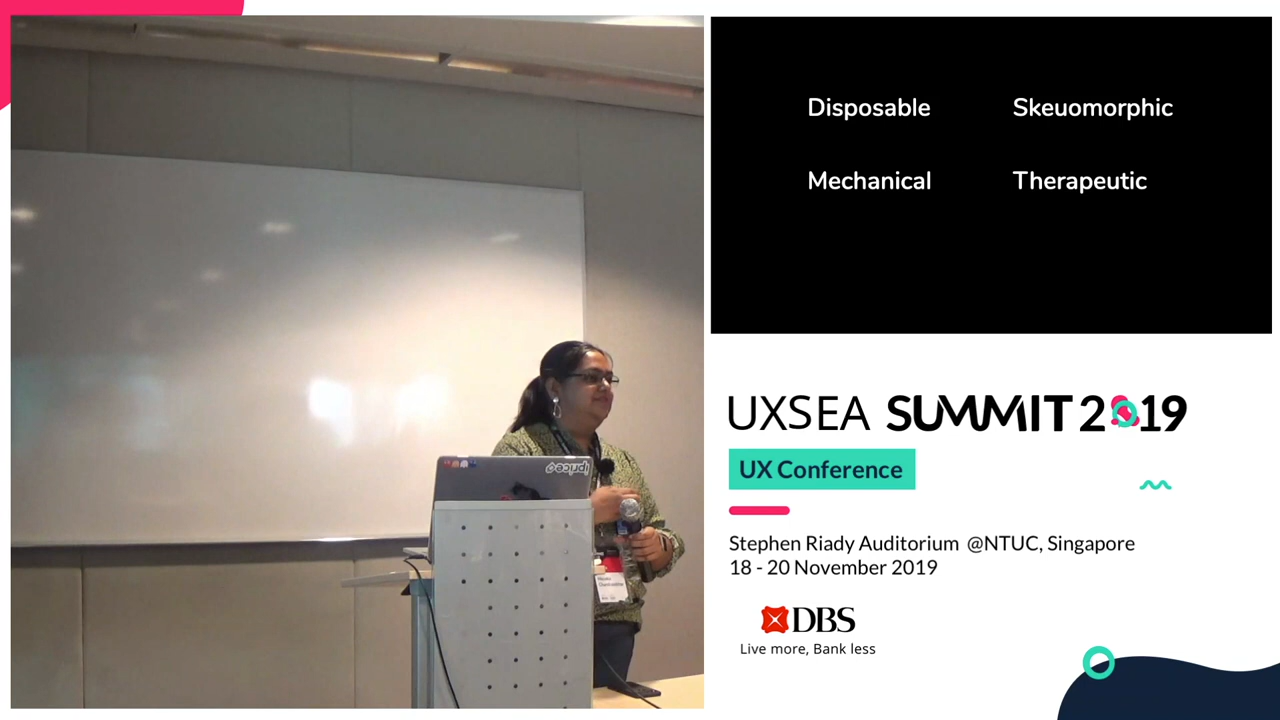 Disposable Skeuomorphic
Mechanical Therapeutic
UXSEA SUMMIT 2019
UX Conference
Stephen Riady Auditorium @NTUC, Singapore
18 - 20 November 2019
DBS
Live more, Bank less
iprice